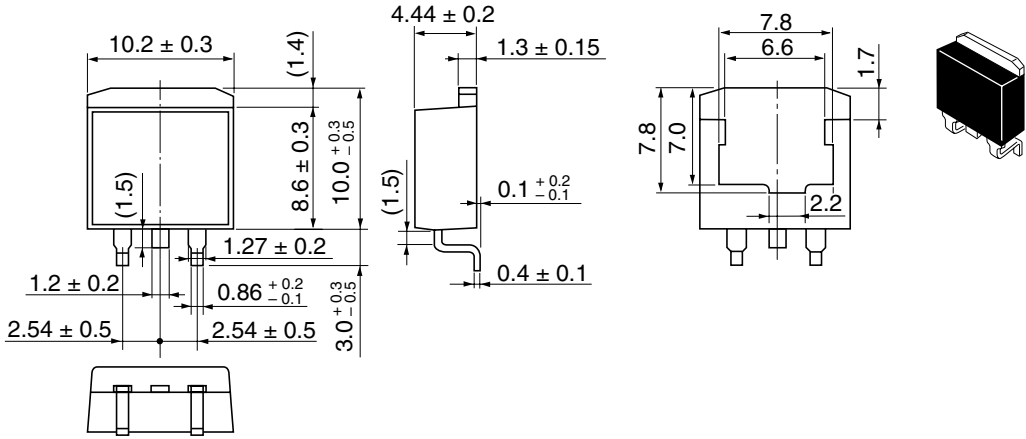 4.44 ± 0.2
7.8
10.2 ± 0.3
(1.4)
1.3 ± 0.15
6.6
1.7
8.6 ± 0.3
10.0 + 0.3 − 0.5
7.8
7.0
(1.5)
(1.5)
0.1 + 0.2 − 0.1
2.2
1.27 ± 0.2
1.2 ± 0.2
0.86 + 0.2 − 0.1
0.4 ± 0.1
3.0 + 0.3 − 0.5
2.54 ± 0.5
2.54 ± 0.5